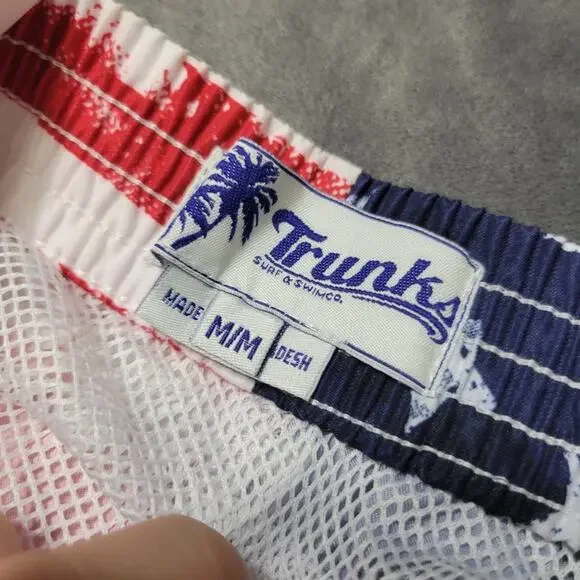 Trunks
SURF & SWIM CO.
MADE
M/M
DESH